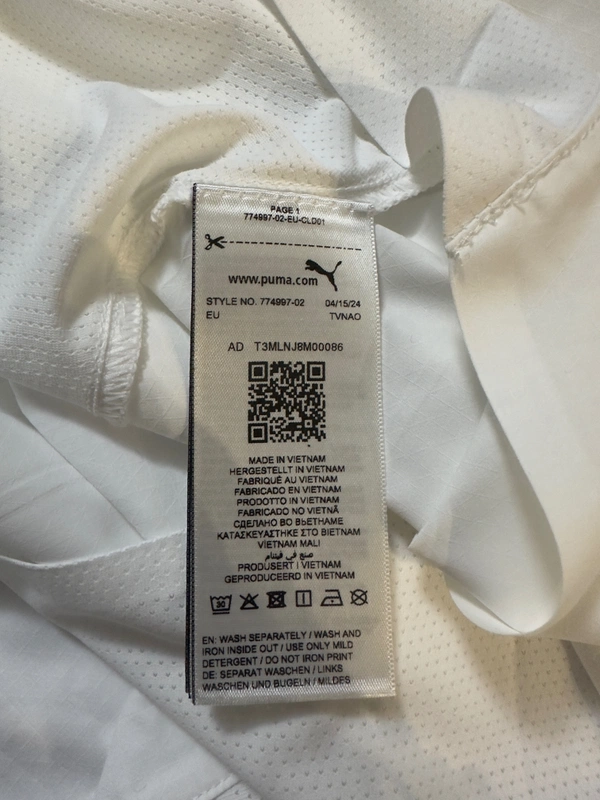 PAGE 1
774997-02-EU-CLD01
www.puma.com
STYLE NO. 774997-02 04/15/24
EU TVNAO
AD T3MLNJ8M00086
MADE IN VIETNAM
HERGESTELLT IN VIETNAM
FABRIQUÉ AU VIETNAM
FABRICADO EN VIETNAM
PRODOTTO IN VIETNAM
FABRICADO NO VIETNÃ
СДЕЛАНО ВО ВЬЕТНАМЕ
ΚΑΤΑΣΚΕΥΑΣΤΗΚΕ ΣΤΟ ΒΙΕΤΝΑΜ
VİETNAM MALI
صنع في فيتنام
PRODUSERT I VIETNAM
GEPRODUCEERD IN VIETNAM
30
EN: WASH SEPARATELY / WASH AND
IRON INSIDE OUT / USE ONLY MILD
DETERGENT / DO NOT IRON PRINT
DE: SEPARAT WASCHEN / LINKS
WASCHEN UND BÜGELN / MILDES